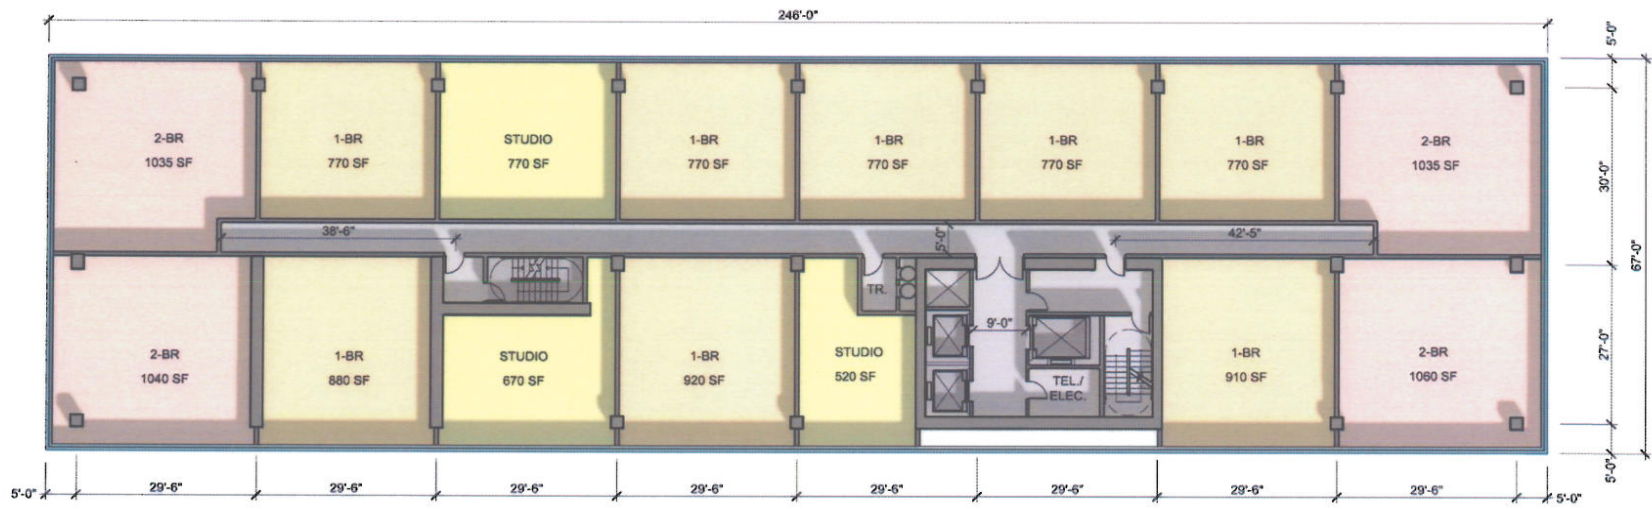 246'-0"
5'-0"
2-BR
1035 SF
1-BR
770 SF
STUDIO
770 SF
1-BR
770 SF
1-BR
770 SF
1-BR
770 SF
1-BR
770 SF
2-BR
1035 SF
30'-0"
38'-6"
5'-0"
42'-5"
67'-0"
TR.
9'-0"
2-BR
1040 SF
1-BR
880 SF
STUDIO
670 SF
1-BR
920 SF
STUDIO
520 SF
TEL./
ELEC.
1-BR
910 SF
2-BR
1060 SF
27'-0"
5'-0"
5'-0"
29'-6"
29'-6"
29'-6"
29'-6"
29'-6"
29'-6"
29'-6"
29'-6"
5'-0"